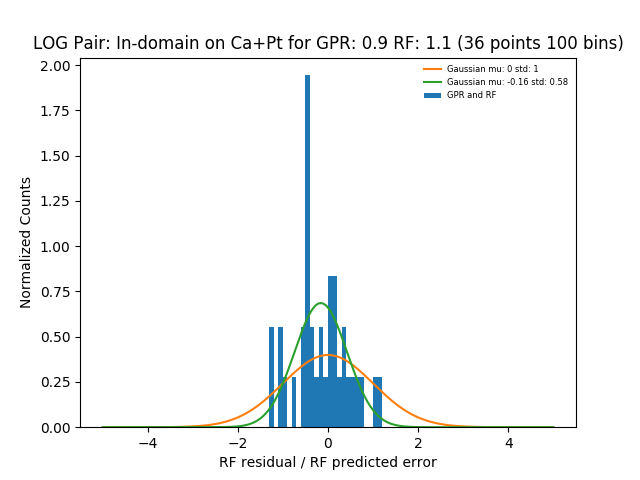 LOG Pair: In-domain on Ca+Pt for GPR: 0.9 RF: 1.1 (36 points 100 bins)
Gaussian mu: 0 std: 1
Gaussian mu: -0.16 std: 0.58
GPR and RF
2.00
1.75
1.50
1.25
1.00
0.75
0.50
0.25
0.00
Normalized Counts
−4 −2 0 2 4
RF residual / RF predicted error